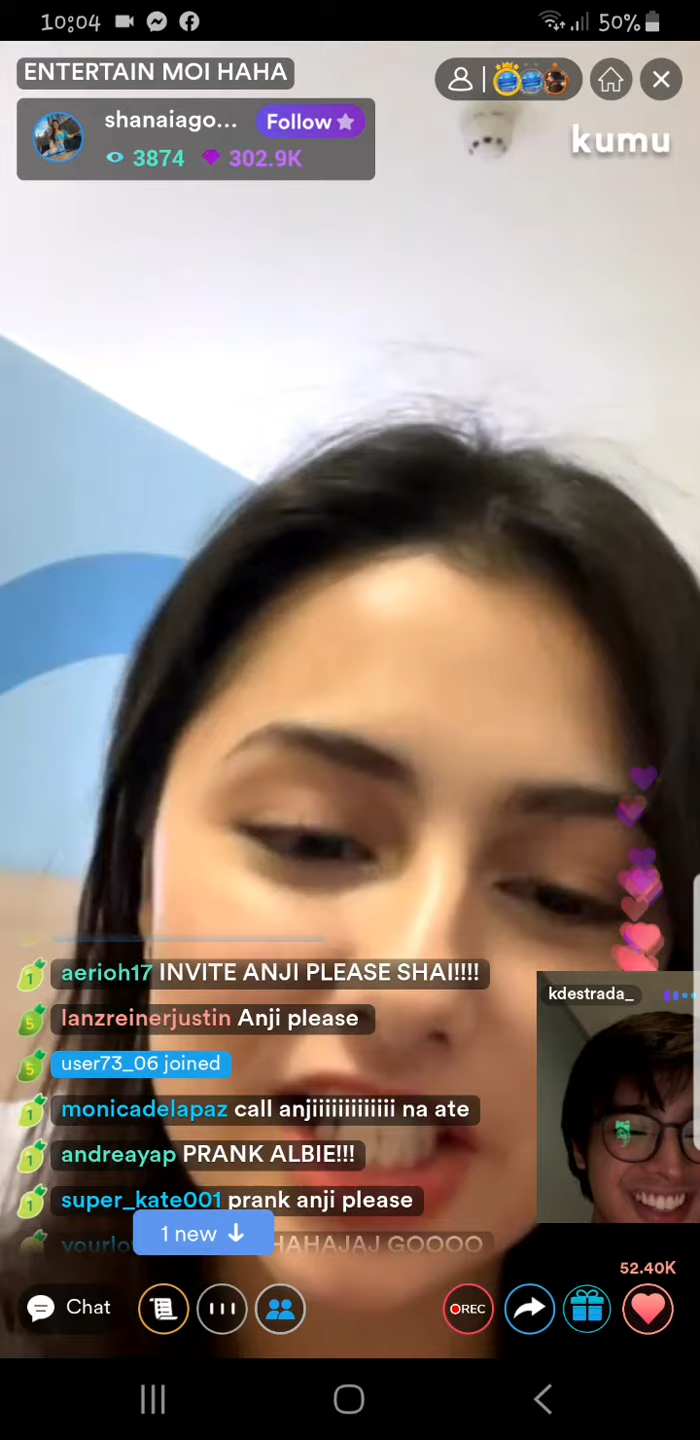 10:04
50%
ENTERTAIN MOI HAHA
shanaiago...
Follow
3874
302.9K
kumu
aerioh17 INVITE ANJI PLEASE SHAI!!!!
kdestrada_
lanzreinerjustin Anji please
user73_06 joined
monicadelapaz call anjiiiiiiiiiiiiii na ate
andreayap PRANK ALBIE!!!
super_kate001 prank anji please
1 new
HAHAJAJ GOOOO
52.40K
Chat
REC